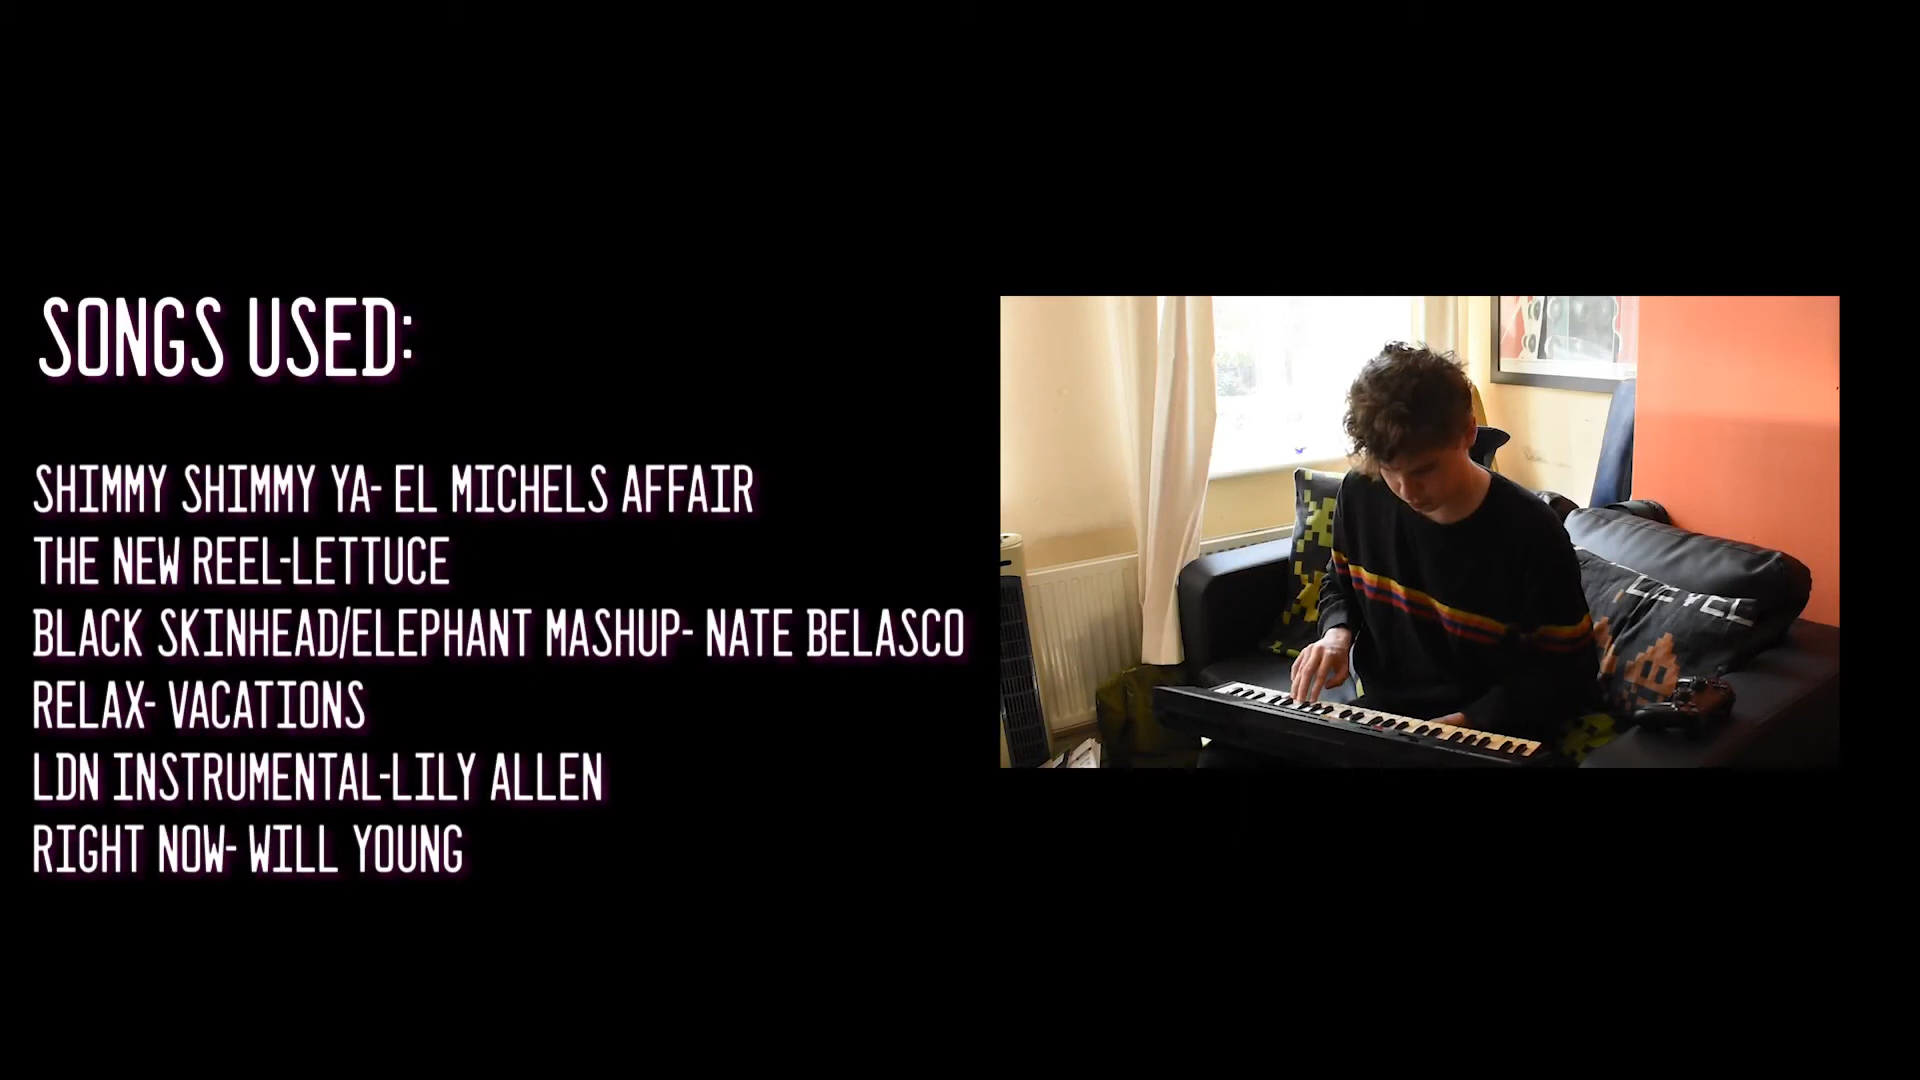 SONGS USED:
SHIMMY SHIMMY YA- EL MICHELS AFFAIR
THE NEW REEL-LETTUCE
BLACK SKINHEAD/ELEPHANT MASHUP- NATE BELASCO
RELAX- VACATIONS
LDN INSTRUMENTAL-LILY ALLEN
RIGHT NOW- WILL YOUNG
LEVEL